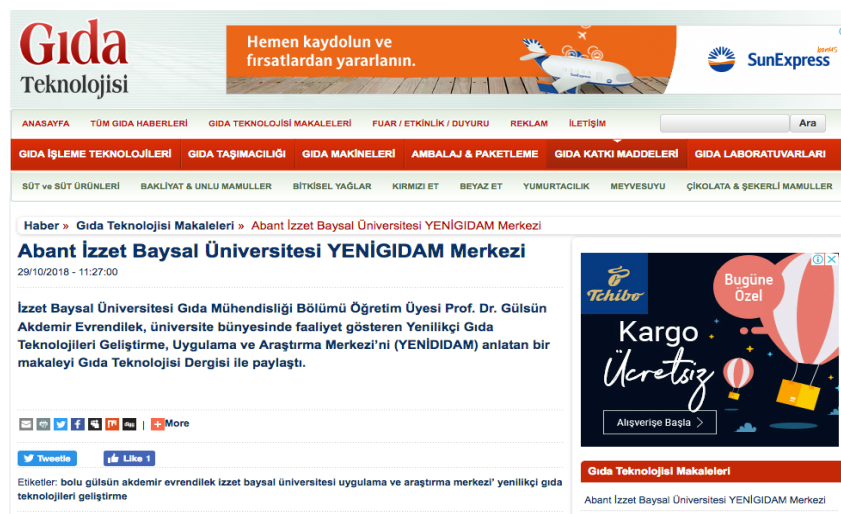 Gıda
Teknolojisi
Hemen kaydolun ve
fırsatlardan yararlanın.
SunExpress
ANASAYFA TÜM GIDA HABERLERİ GIDA TEKNOLOJİSİ MAKALELERİ FUAR / ETKİNLİK / DUYURU REKLAM İLETİŞİM Ara
GIDA İŞLEME TEKNOLOJİLERİ GIDA TAŞIMACILIĞI GIDA MAKİNELERİ AMBALAJ & PAKETLEME GIDA KATKI MADDELERİ GIDA LABORATUVARLARI
SÜT ve SÜT ÜRÜNLERİ BAKLİYAT & UNLU MAMULLER BİTKİSEL YAĞLAR KIRMIZI ET BEYAZ ET YUMURTACILIK MEYVESUYU ÇİKOLATA & ŞEKERLİ MAMULLER
Haber » Gıda Teknolojisi Makaleleri » Abant İzzet Baysal Üniversitesi YENİGIDAM Merkezi
Abant İzzet Baysal Üniversitesi YENİGIDAM Merkezi
29/10/2018 - 11:27:00
İzzet Baysal Üniversitesi Gıda Mühendisliği Bölümü Öğretim Üyesi Prof. Dr. Gülsün
Akdemir Evrendilek, üniversite bünyesinde faaliyet gösteren Yenilikçi Gıda
Teknolojileri Geliştirme, Uygulama ve Araştırma Merkezi'ni (YENİDIDAM) anlatan bir
makaleyi Gıda Teknolojisi Dergisi ile paylaştı.
| More
Tweetle Like 1
Etiketler: bolu gülsün akdemir evrendilek izzet baysal üniversitesi uygulama ve araştırma merkezi' yenilikçi gıda
teknolojileri geliştirme
Tchibo
Bugüne
Özel
Kargo
Ücretsiz
Alışverişe Başla >
Gıda Teknolojisi Makaleleri
Abant İzzet Baysal Üniversitesi YENİGIDAM Merkezi